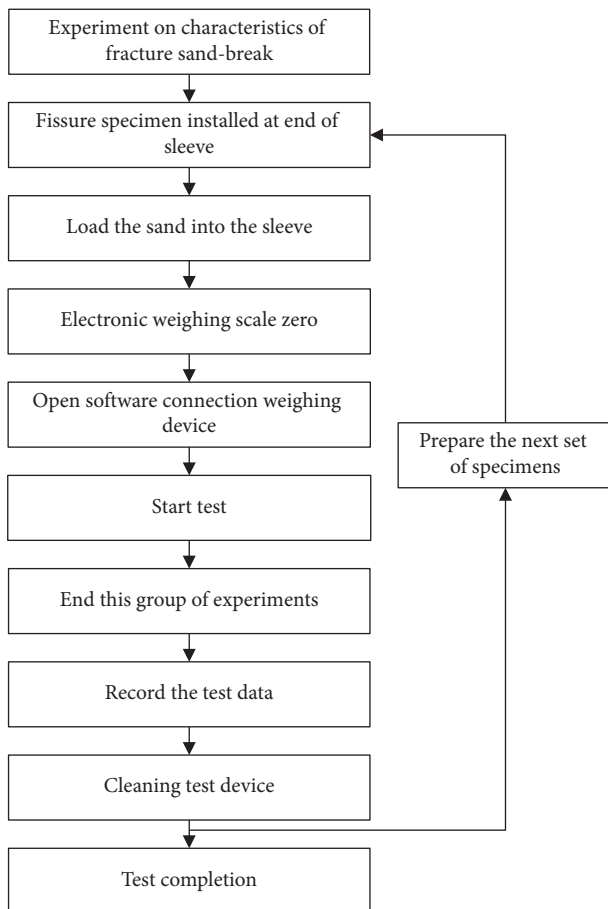 Experiment on characteristics of
fracture sand-break
Fissure specimen installed at end of
sleeve
Load the sand into the sleeve
Electronic weighing scale zero
Open software connection weighing
device
Start test
End this group of experiments
Record the test data
Cleaning test device
Test completion
Prepare the next set
of specimens